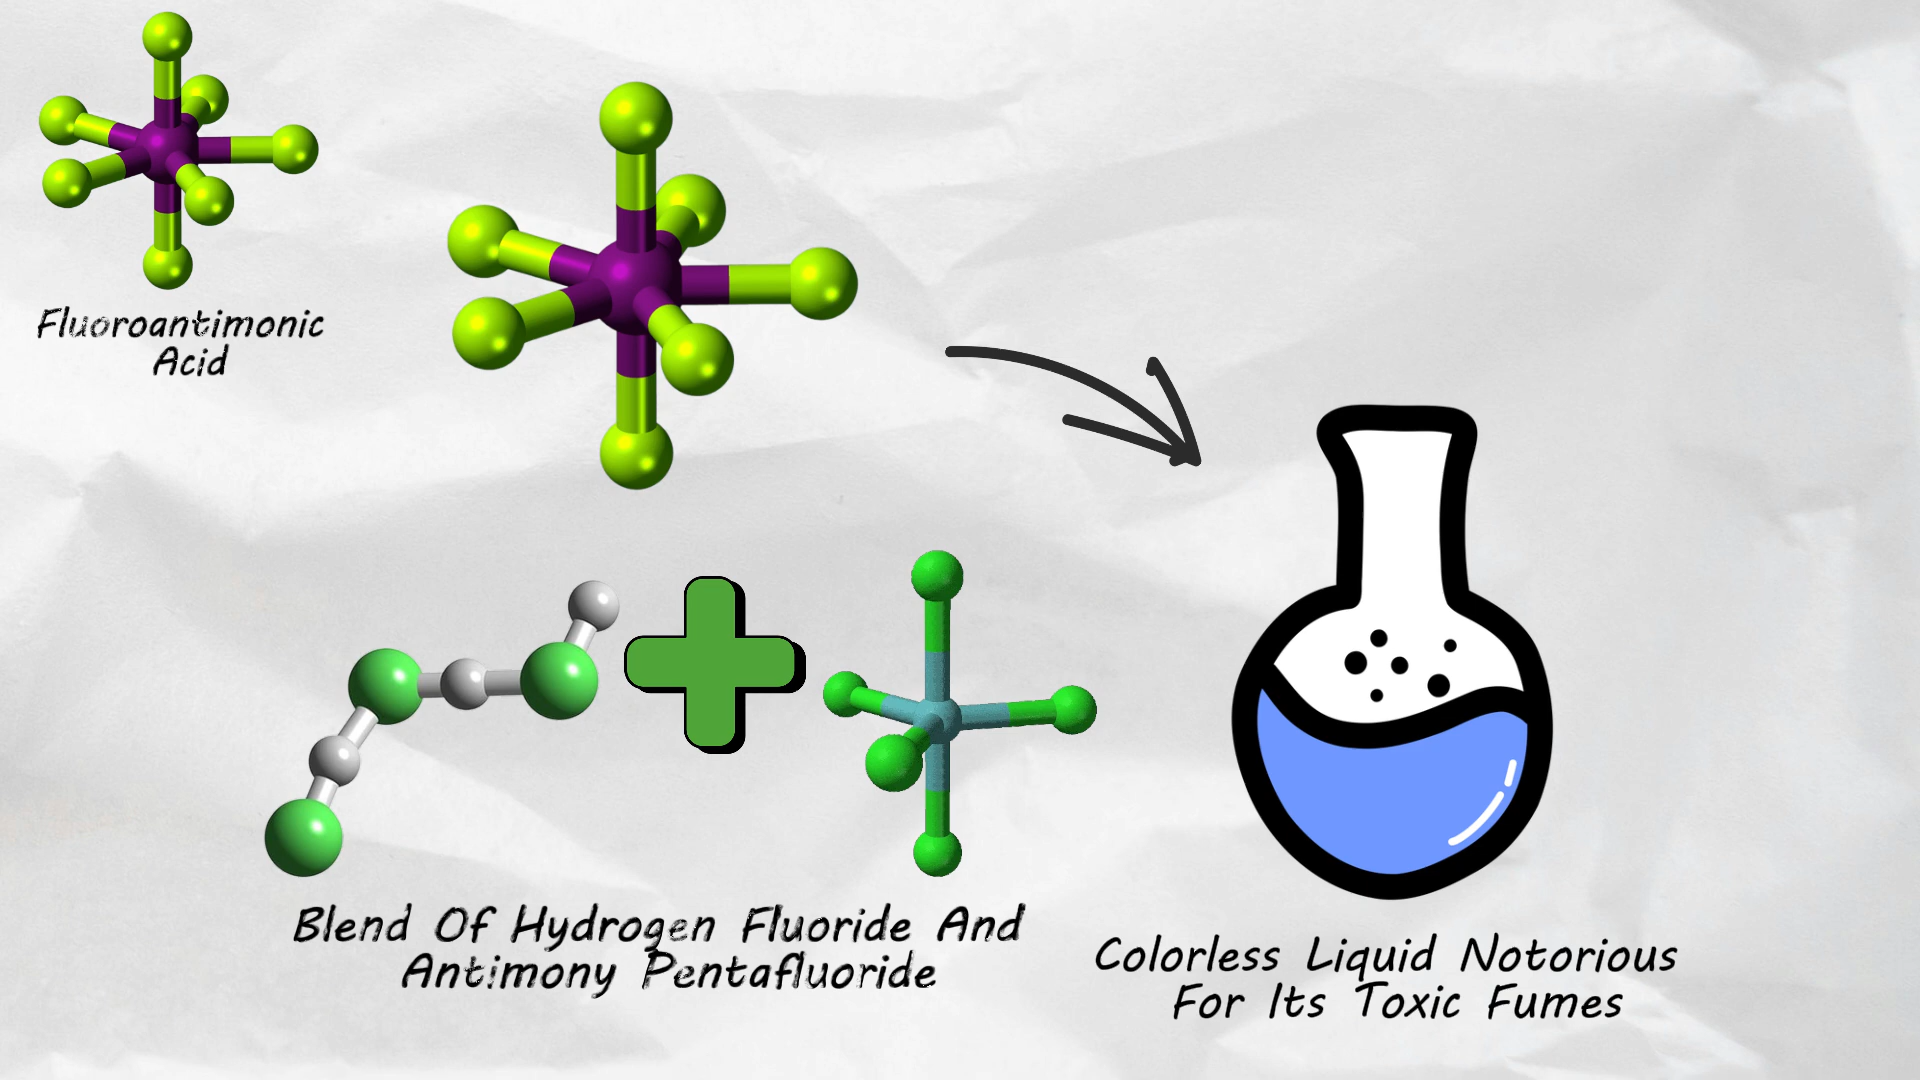 Fluoroantimonic
Acid
Blend Of Hydrogen Fluoride And
Antimony Pentafluoride
Colorless Liquid Notorious
For Its Toxic Fumes